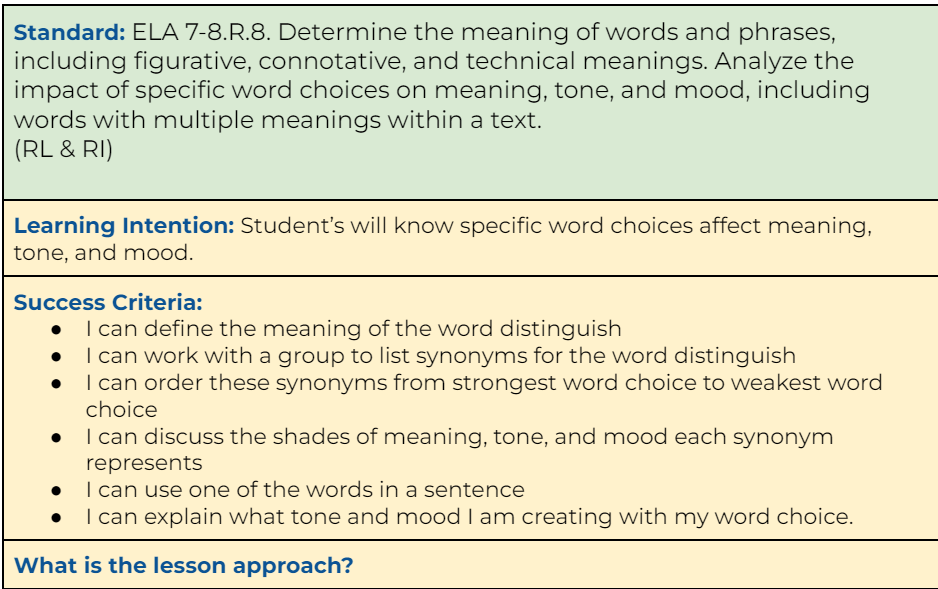 Standard: ELA 7-8.R.8. Determine the meaning of words and phrases,
including figurative, connotative, and technical meanings. Analyze the
impact of specific word choices on meaning, tone, and mood, including
words with multiple meanings within a text.
(RL & RI)
Learning Intention: Student’s will know specific word choices affect meaning,
tone, and mood.
Success Criteria:
● I can define the meaning of the word distinguish
● I can work with a group to list synonyms for the word distinguish
● I can order these synonyms from strongest word choice to weakest word
choice
● I can discuss the shades of meaning, tone, and mood each synonym
represents
● I can use one of the words in a sentence
● I can explain what tone and mood I am creating with my word choice.
What is the lesson approach?